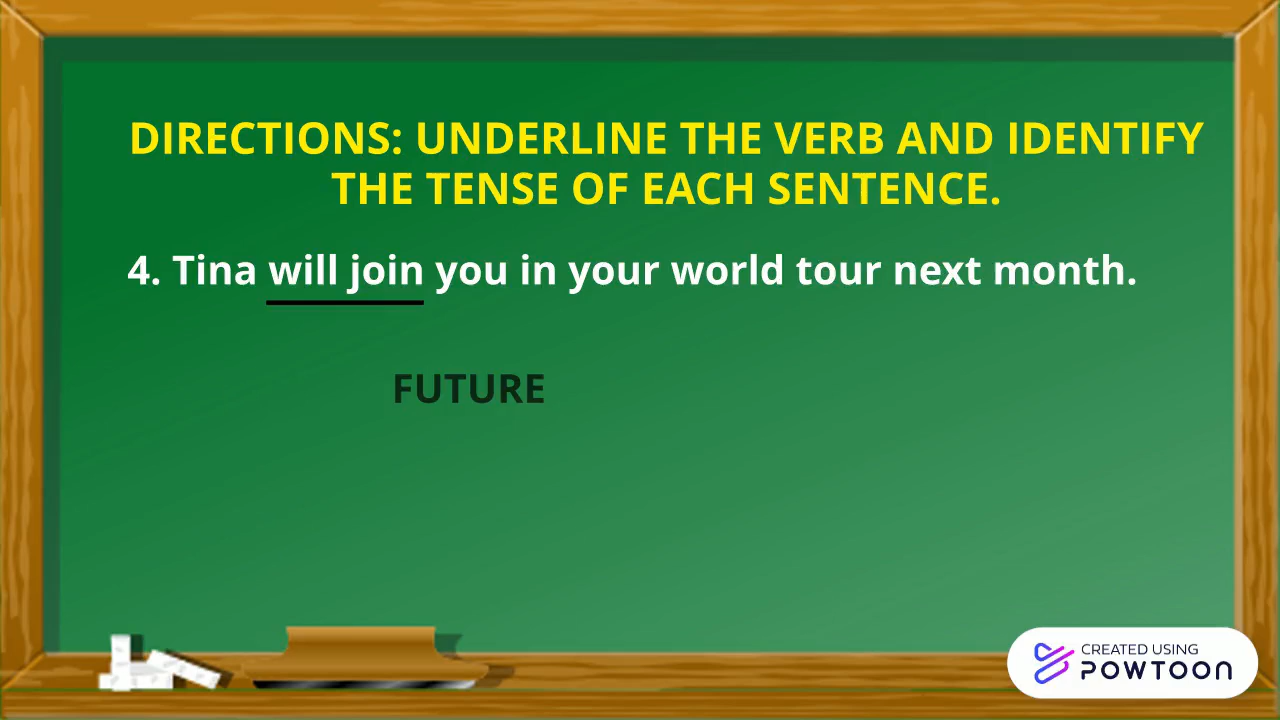 DIRECTIONS: UNDERLINE THE VERB AND IDENTIFY
THE TENSE OF EACH SENTENCE.
4. Tina will join you in your world tour next month.
FUTURE
CREATED USING
POWTOON